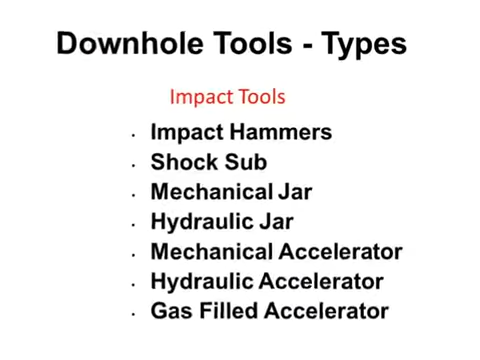 Downhole Tools - Types
Impact Tools
· Impact Hammers
· Shock Sub
· Mechanical Jar
· Hydraulic Jar
· Mechanical Accelerator
· Hydraulic Accelerator
· Gas Filled Accelerator